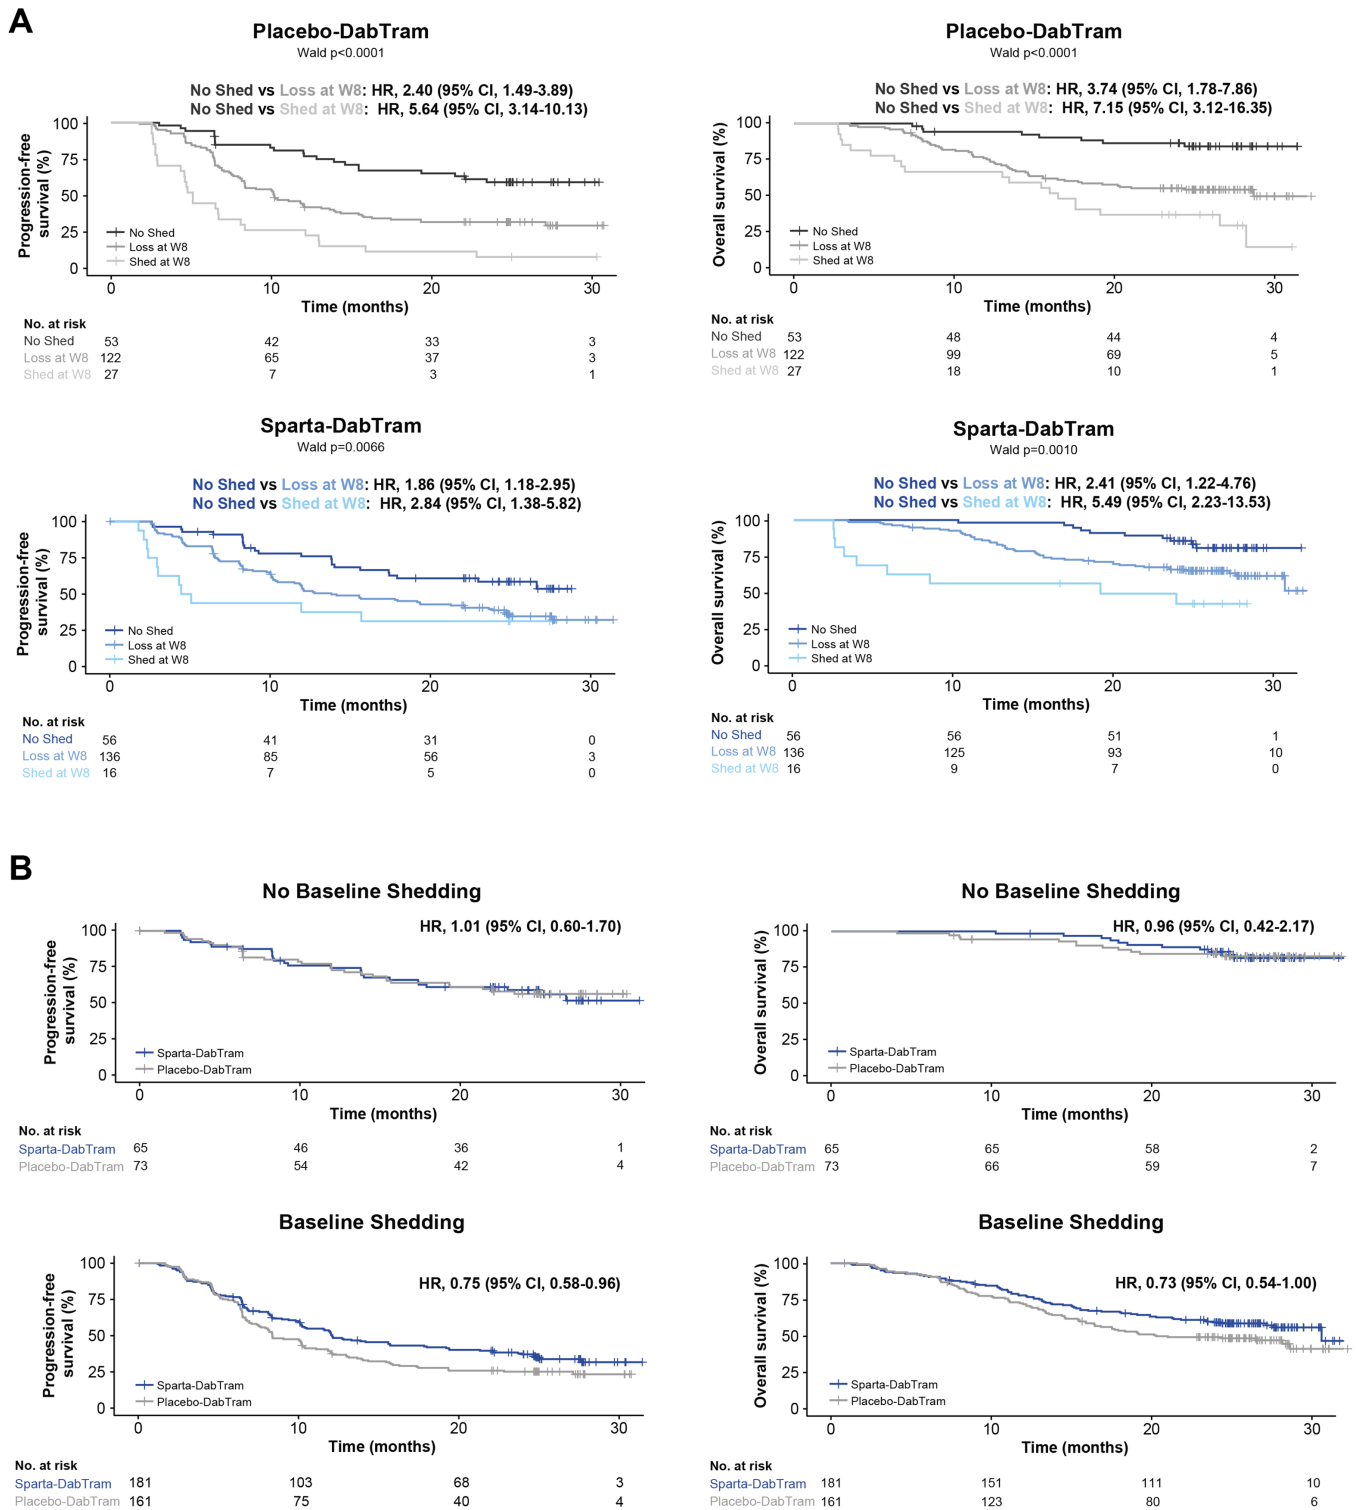 A
Placebo-DabTram
Wald p<0.0001
No Shed vs Loss at W8: HR, 2.40 (95% CI, 1.49-3.89)
No Shed vs Shed at W8: HR, 5.64 (95% CI, 3.14-10.13)
Progression-free
survival (%)
100
75
50
25
0
No Shed
Loss at W8
Shed at W8
0 10 20 30
Time (months)
No. at risk
No Shed 53 42 33 3
Loss at W8 122 65 37 3
Shed at W8 27 7 3 1
Placebo-DabTram
Wald p<0.0001
No Shed vs Loss at W8: HR, 3.74 (95% CI, 1.78-7.86)
No Shed vs Shed at W8: HR, 7.15 (95% CI, 3.12-16.35)
Overall survival (%)
100
75
50
25
0
No Shed
Loss at W8
Shed at W8
0 10 20 30
Time (months)
No. at risk
No Shed 53 48 44 4
Loss at W8 122 99 69 5
Shed at W8 27 18 10 1
Sparta-DabTram
Wald p=0.0066
No Shed vs Loss at W8: HR, 1.86 (95% CI, 1.18-2.95)
No Shed vs Shed at W8: HR, 2.84 (95% CI, 1.38-5.82)
Progression-free
survival (%)
100
75
50
25
0
No Shed
Loss at W8
Shed at W8
0 10 20 30
Time (months)
No. at risk
No Shed 56 41 31 0
Loss at W8 136 85 56 3
Shed at W8 16 7 5 0
Sparta-DabTram
Wald p=0.0010
No Shed vs Loss at W8: HR, 2.41 (95% CI, 1.22-4.76)
No Shed vs Shed at W8: HR, 5.49 (95% CI, 2.23-13.53)
Overall survival (%)
100
75
50
25
0
No Shed
Loss at W8
Shed at W8
0 10 20 30
Time (months)
No. at risk
No Shed 56 56 51 1
Loss at W8 136 125 93 10
Shed at W8 16 9 7 0
B
No Baseline Shedding
HR, 1.01 (95% CI, 0.60-1.70)
Progression-free
survival (%)
100
75
50
25
0
Sparta-DabTram
Placebo-DabTram
0 10 20 30
Time (months)
No. at risk
Sparta-DabTram 65 46 36 1
Placebo-DabTram 73 54 42 4
No Baseline Shedding
HR, 0.96 (95% CI, 0.42-2.17)
Overall survival (%)
100
75
50
25
0
Sparta-DabTram
Placebo-DabTram
0 10 20 30
Time (months)
No. at risk
Sparta-DabTram 65 65 58 2
Placebo-DabTram 73 66 59 7
Baseline Shedding
HR, 0.75 (95% CI, 0.58-0.96)
Progression-free
survival (%)
100
75
50
25
0
Sparta-DabTram
Placebo-DabTram
0 10 20 30
Time (months)
No. at risk
Sparta-DabTram 181 103 68 3
Placebo-DabTram 161 75 40 4
Baseline Shedding
HR, 0.73 (95% CI, 0.54-1.00)
Overall survival (%)
100
75
50
25
0
Sparta-DabTram
Placebo-DabTram
0 10 20 30
Time (months)
No. at risk
Sparta-DabTram 181 151 111 10
Placebo-DabTram 161 123 80 6